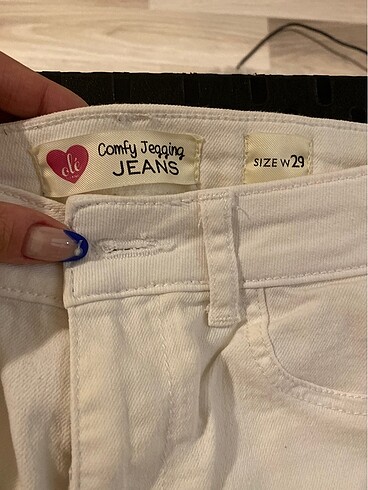 olé
Comfy Jegging
JEANS
SIZE W29